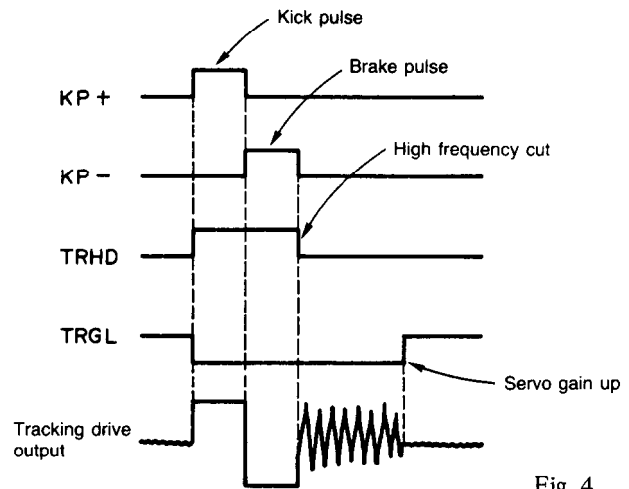 Kick pulse
Brake pulse
KP+
High frequency cut
KP−
TRHD
TRGL
Servo gain up
Tracking drive
output
Fig. 4